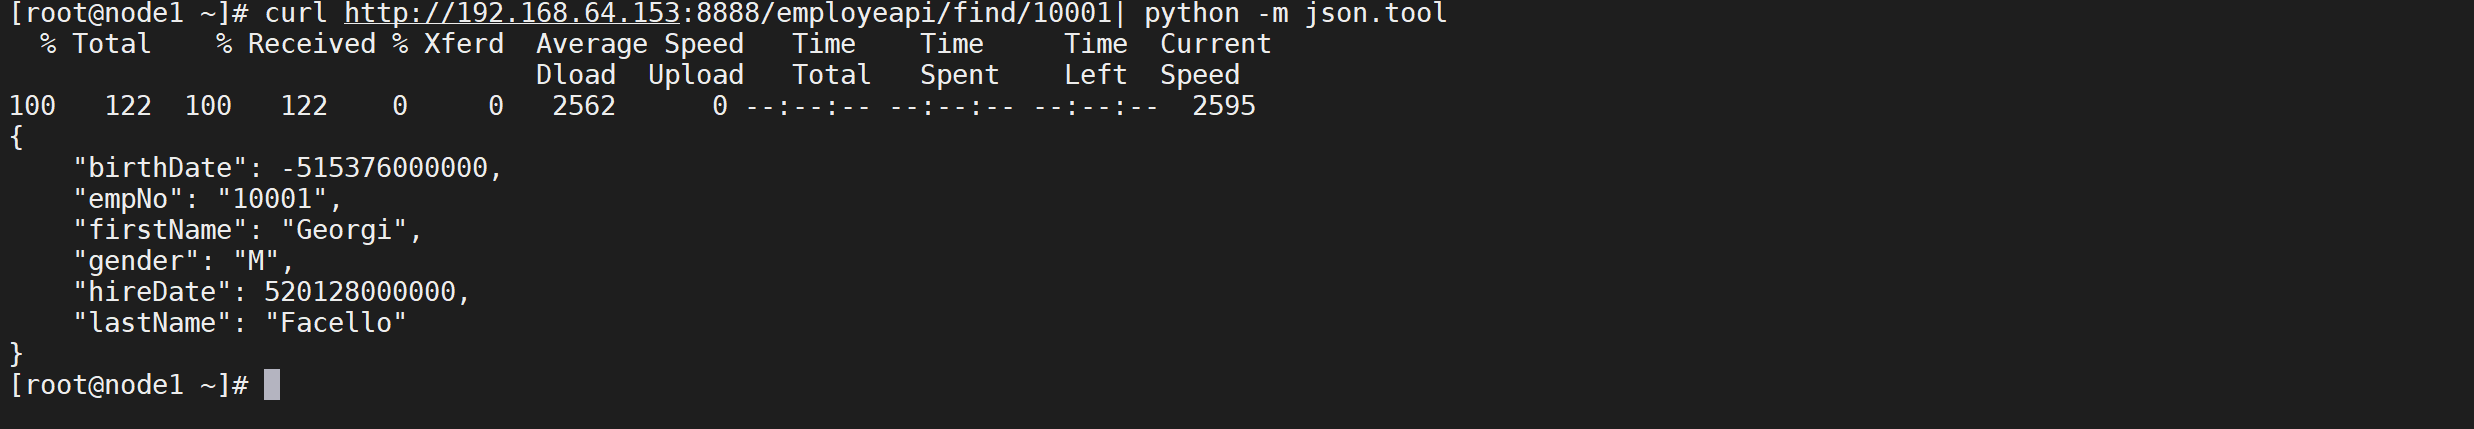 [root@node1 ~]# curl http://192.168.64.153:8888/employeapi/find/10001| python -m json.tool
  % Total    % Received % Xferd  Average Speed   Time    Time     Time  Current
                                 Dload  Upload   Total   Spent    Left  Speed
100   122  100   122    0     0   2562      0 --:--:-- --:--:-- --:--:--  2595
{
    "birthDate": -515376000000,
    "empNo": "10001",
    "firstName": "Georgi",
    "gender": "M",
    "hireDate": 520128000000,
    "lastName": "Facello"
}
[root@node1 ~]#